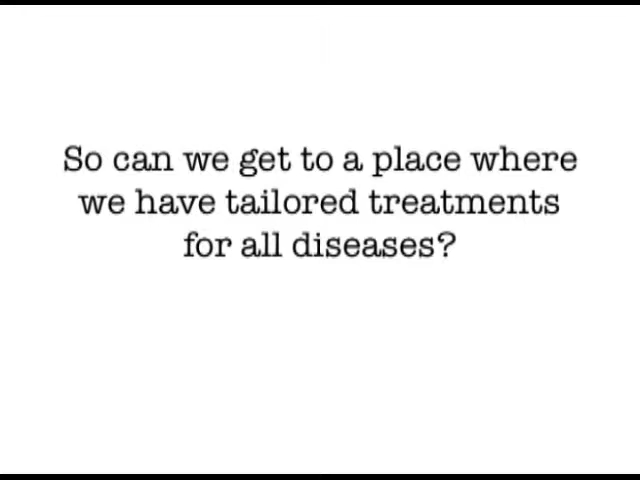 So can we get to a place where
we have tailored treatments
for all diseases?